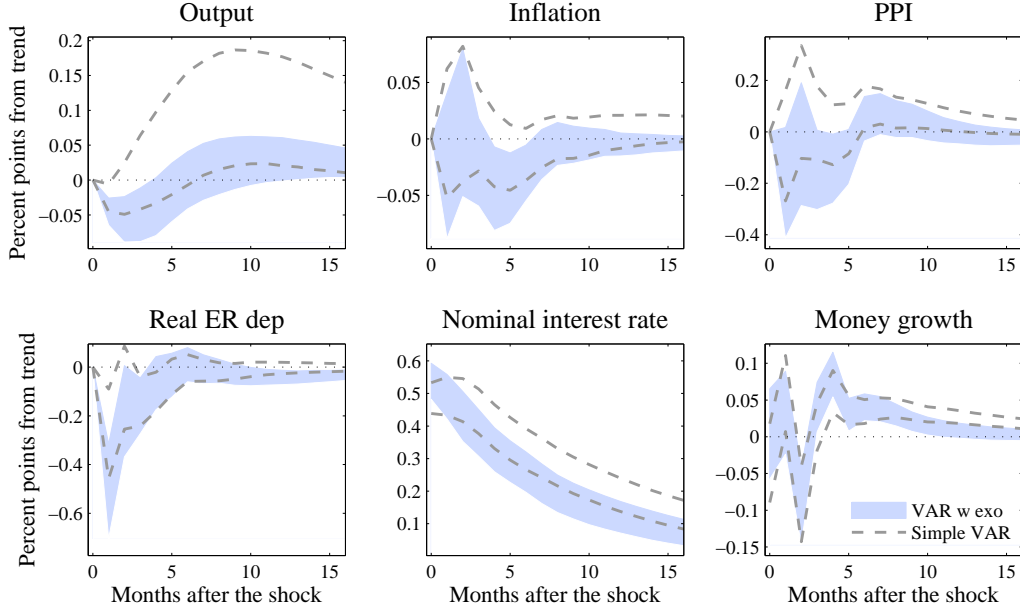 Output
Inflation
PPI
Percent points from trend
0.2
0.15
0.1
0.05
0
−0.05
0 5 10 15
0.05
0
−0.05
0 5 10 15
0.2
0
−0.2
−0.4
0 5 10 15
Real ER dep
Nominal interest rate
Money growth
Percent points from trend
0
−0.2
−0.4
−0.6
0 5 10 15
Months after the shock
0.6
0.5
0.4
0.3
0.2
0.1
0 5 10 15
Months after the shock
0.1
0.05
0
−0.05
−0.1
−0.15
VAR w exo
Simple VAR
0 5 10 15
Months after the shock